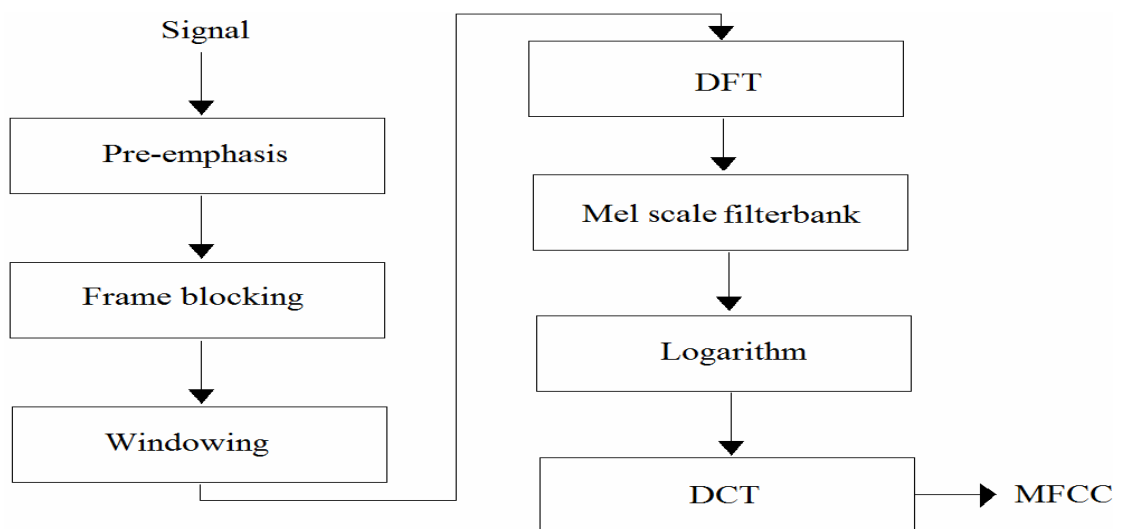 Signal
Pre-emphasis
Frame blocking
Windowing
DFT
Mel scale filterbank
Logarithm
DCT
MFCC